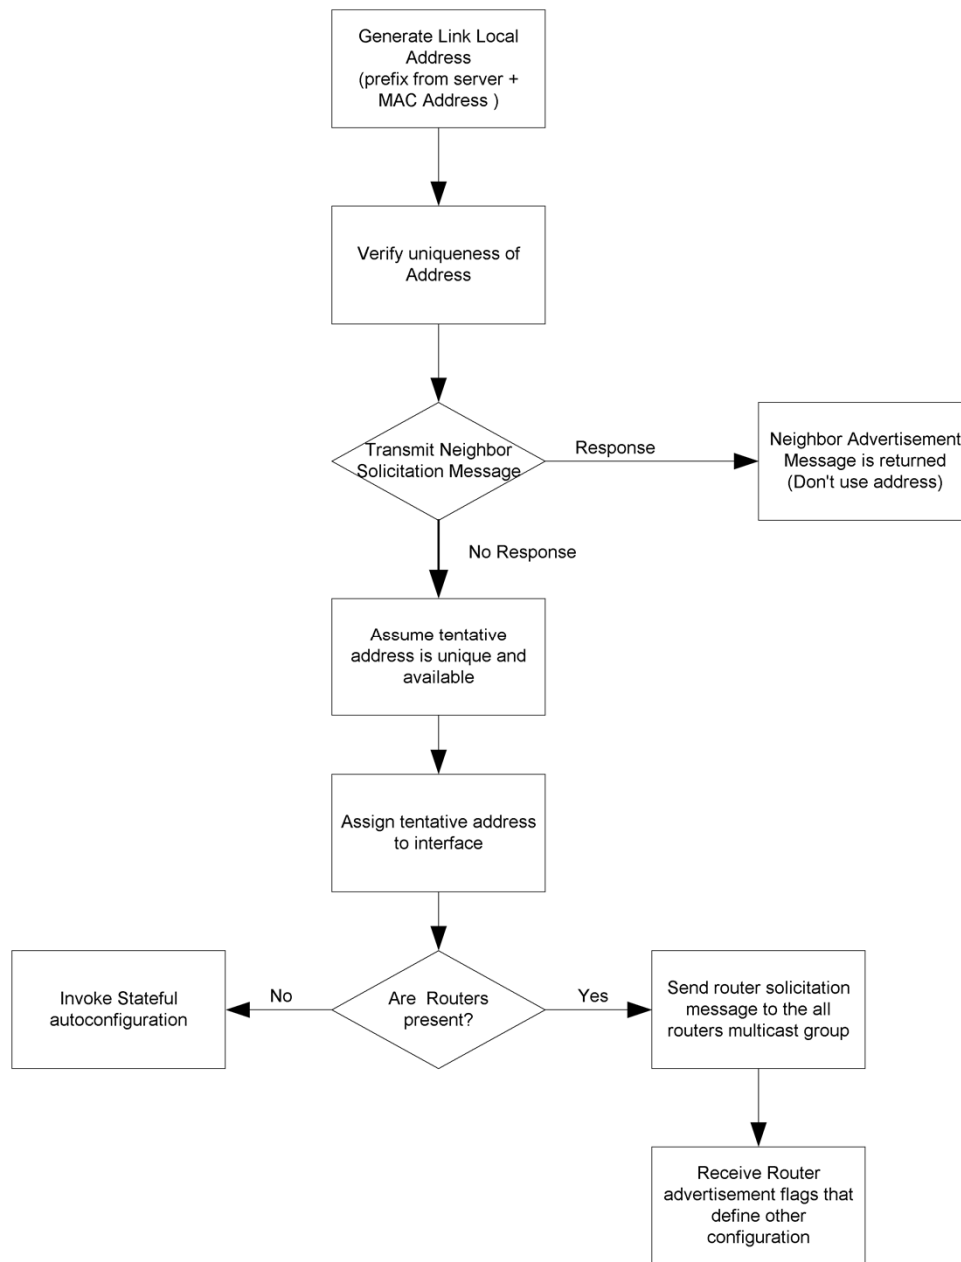 Generate Link Local
Address
(prefix from server +
MAC Address )
Verify uniqueness of
Address
Transmit Neighbor
Solicitation Message
Response
Neighbor Advertisement
Message is returned
(Don't use address)
No Response
Assume tentative
address is unique and
available
Assign tentative address
to interface
Invoke Stateful
autoconfiguration
No
Are Routers
present?
Yes
Send router solicitation
message to the all
routers multicast group
Receive Router
advertisement flags that
define other
configuration